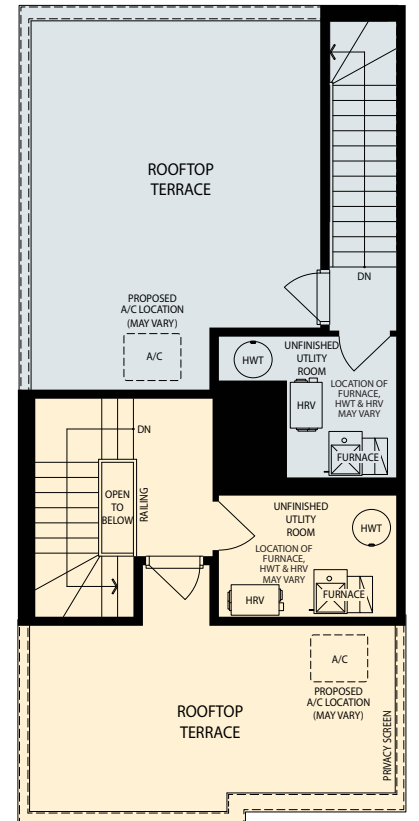 ROOFTOP
TERRACE
DN
PROPOSED
A/C LOCATION
(MAY VARY)
A/C
HWT
UNFINISHED
UTLITY
ROOM
HRV
LOCATION OF
FURNACE,
HWT & HRV
MAY VARY
FURNACE
DN
OPEN
TO
BELOW
RAILING
UNFINISHED
UTLITY
ROOM
HWT
LOCATION OF
FURNACE,
HWT & HRV
MAY VARY
HRV
FURNACE
A/C
PROPOSED
A/C LOCATION
(MAY VARY)
ROOFTOP
TERRACE
PRIVACY SCREEN